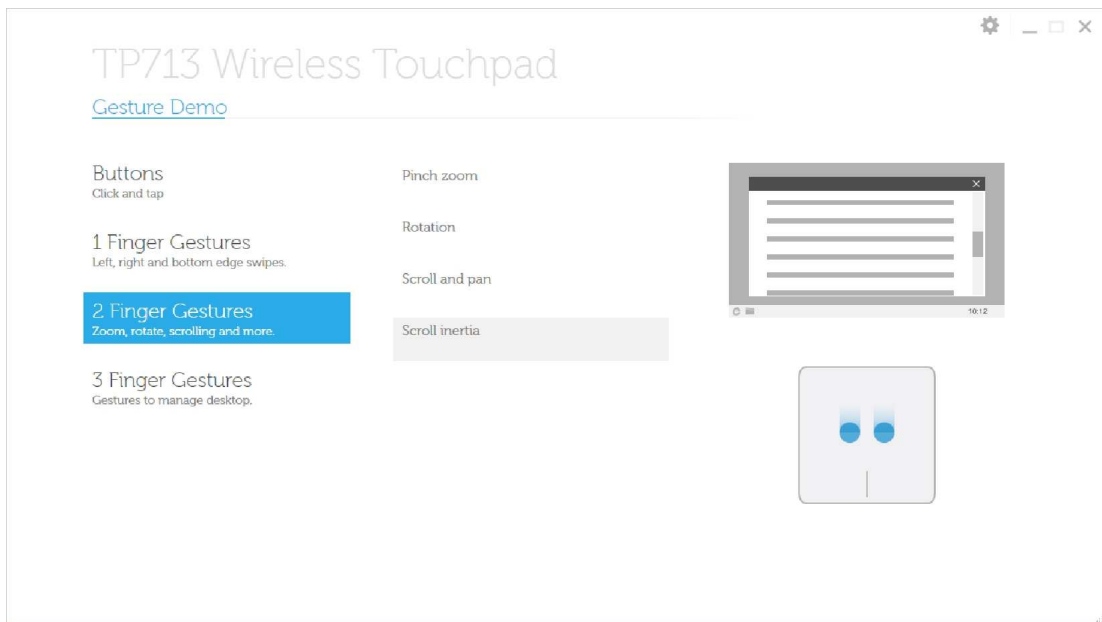 TP713 Wireless Touchpad
Gesture Demo
Buttons
Click and tap
1 Finger Gestures
Left, right and bottom edge swipes.
2 Finger Gestures
Zoom, rotate, scrolling and more.
3 Finger Gestures
Gestures to manage desktop.
Pinch zoom
Rotation
Scroll and pan
Scroll inertia
10:12